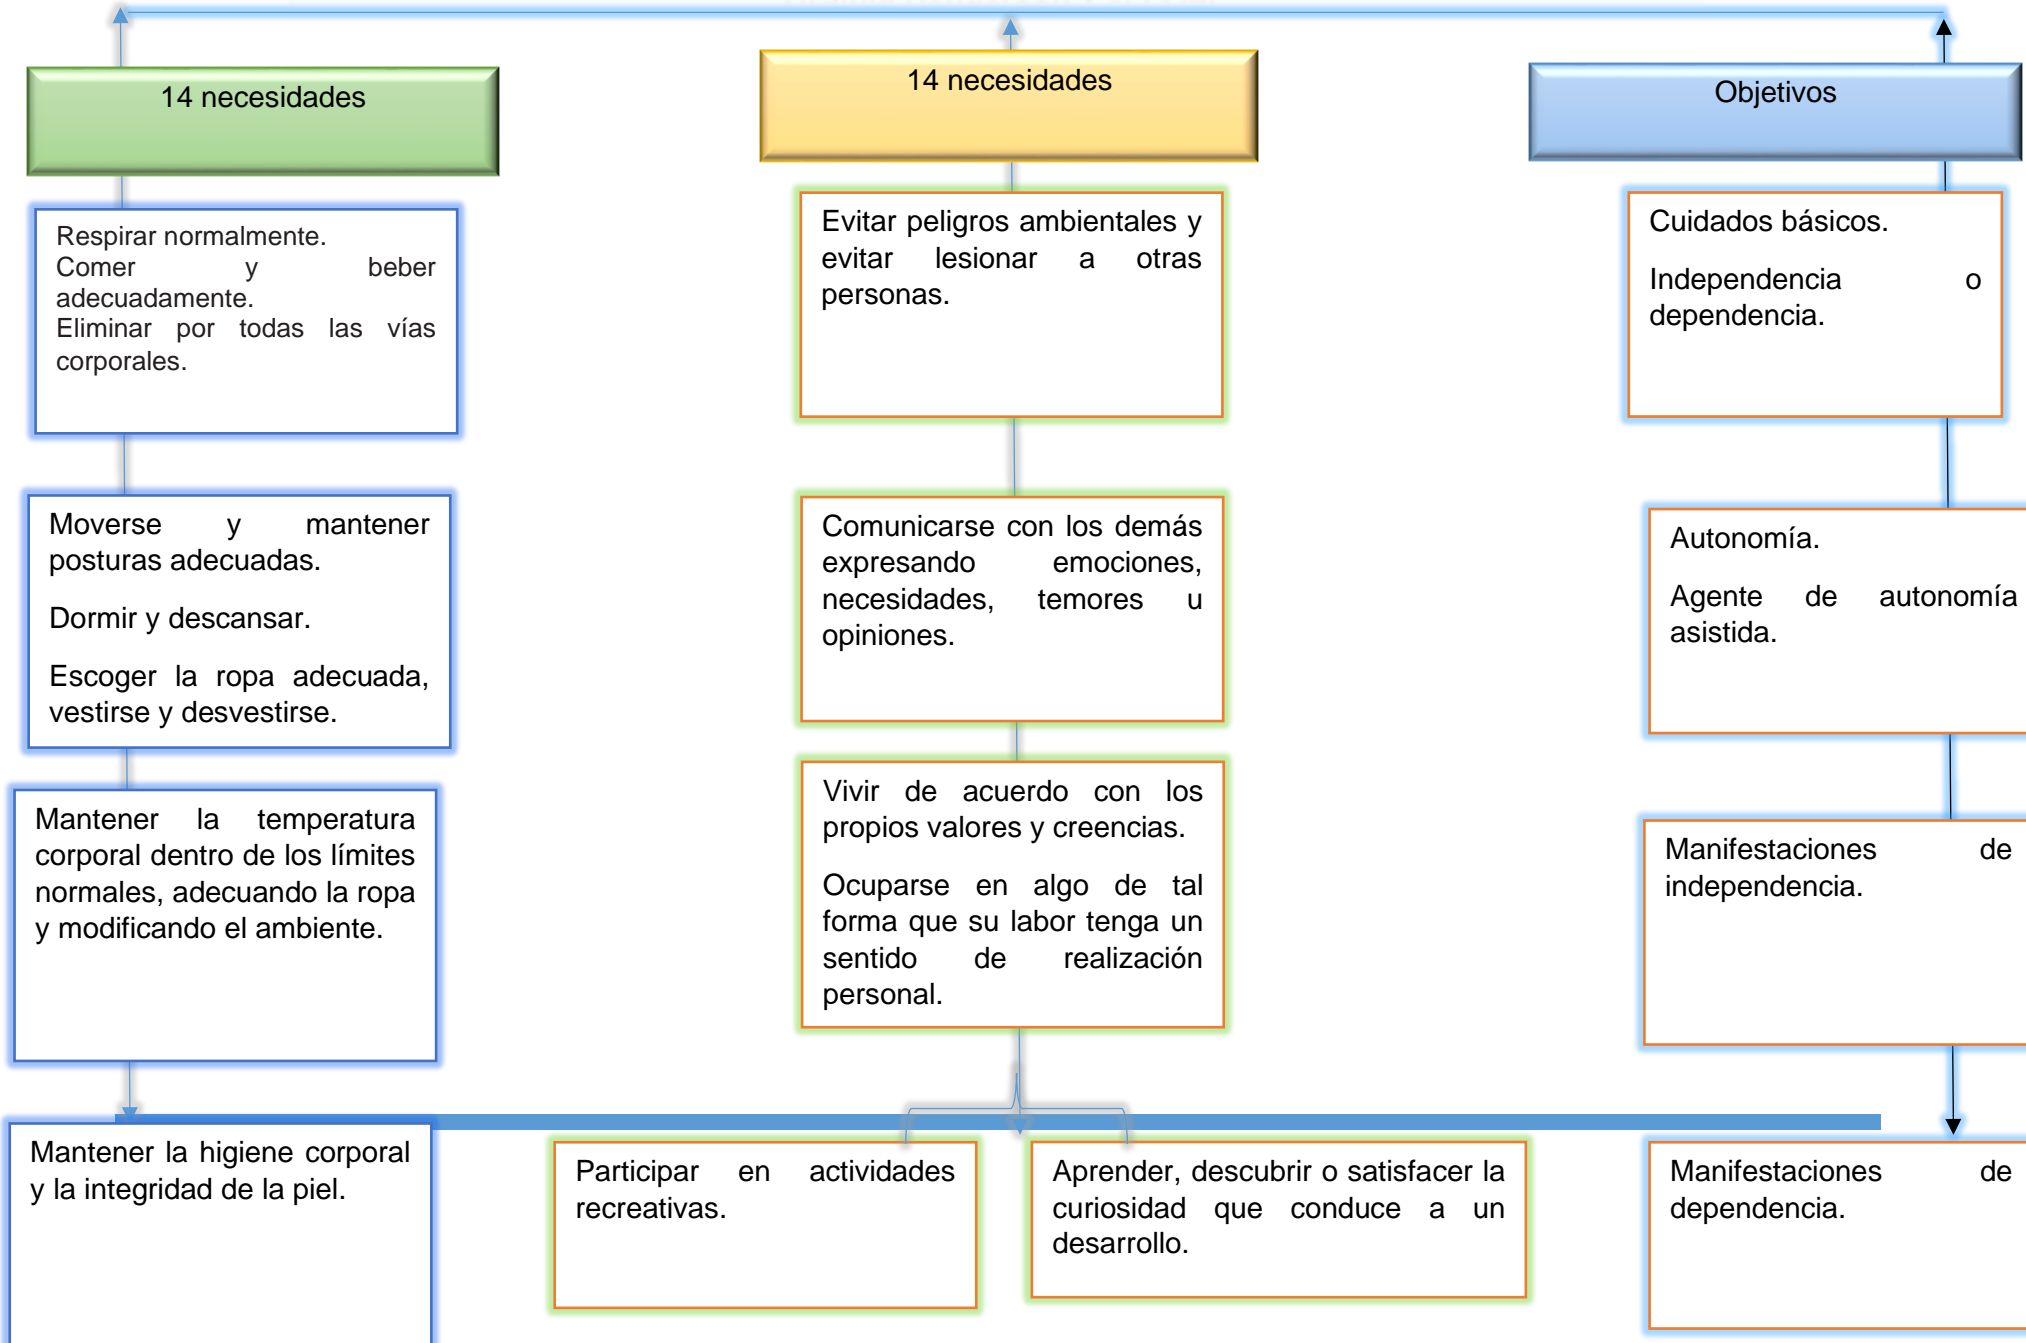 14 necesidades
Respirar normalmente.
Comer y beber
adecuadamente.
Eliminar por todas las vías
corporales.
Moverse y mantener
posturas adecuadas.
Dormir y descansar.
Escoger la ropa adecuada,
vestirse y desvestirse.
Mantener la temperatura
corporal dentro de los límites
normales, adecuando la ropa
y modificando el ambiente.
Mantener la higiene corporal
y la integridad de la piel.
14 necesidades
Evitar peligros ambientales y
evitar lesionar a otras
personas.
Comunicarse con los demás
expresando emociones,
necesidades, temores u
opiniones.
Vivir de acuerdo con los
propios valores y creencias.
Ocuparse en algo de tal
forma que su labor tenga un
sentido de realización
personal.
Participar en actividades
recreativas.
Aprender, descubrir o satisfacer la
curiosidad que conduce a un
desarrollo.
Objetivos
Cuidados básicos.
Independencia o
dependencia.
Autonomía.
Agente de autonomía
asistida.
Manifestaciones de
independencia.
Manifestaciones de
dependencia.